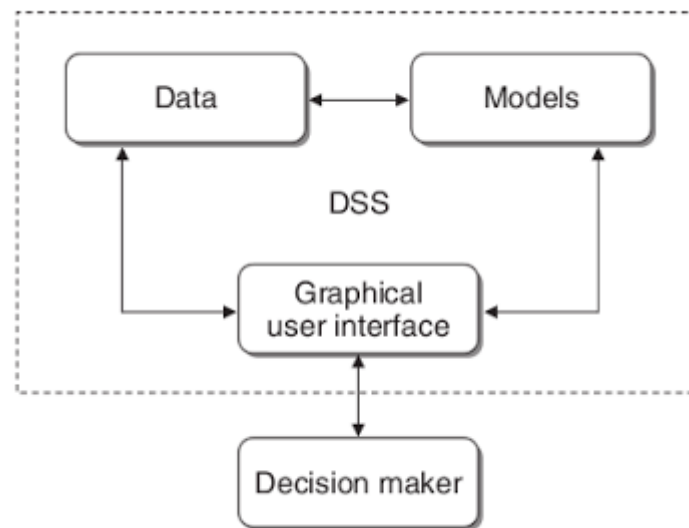 Data
Models
DSS
Graphical
user interface
Decision maker